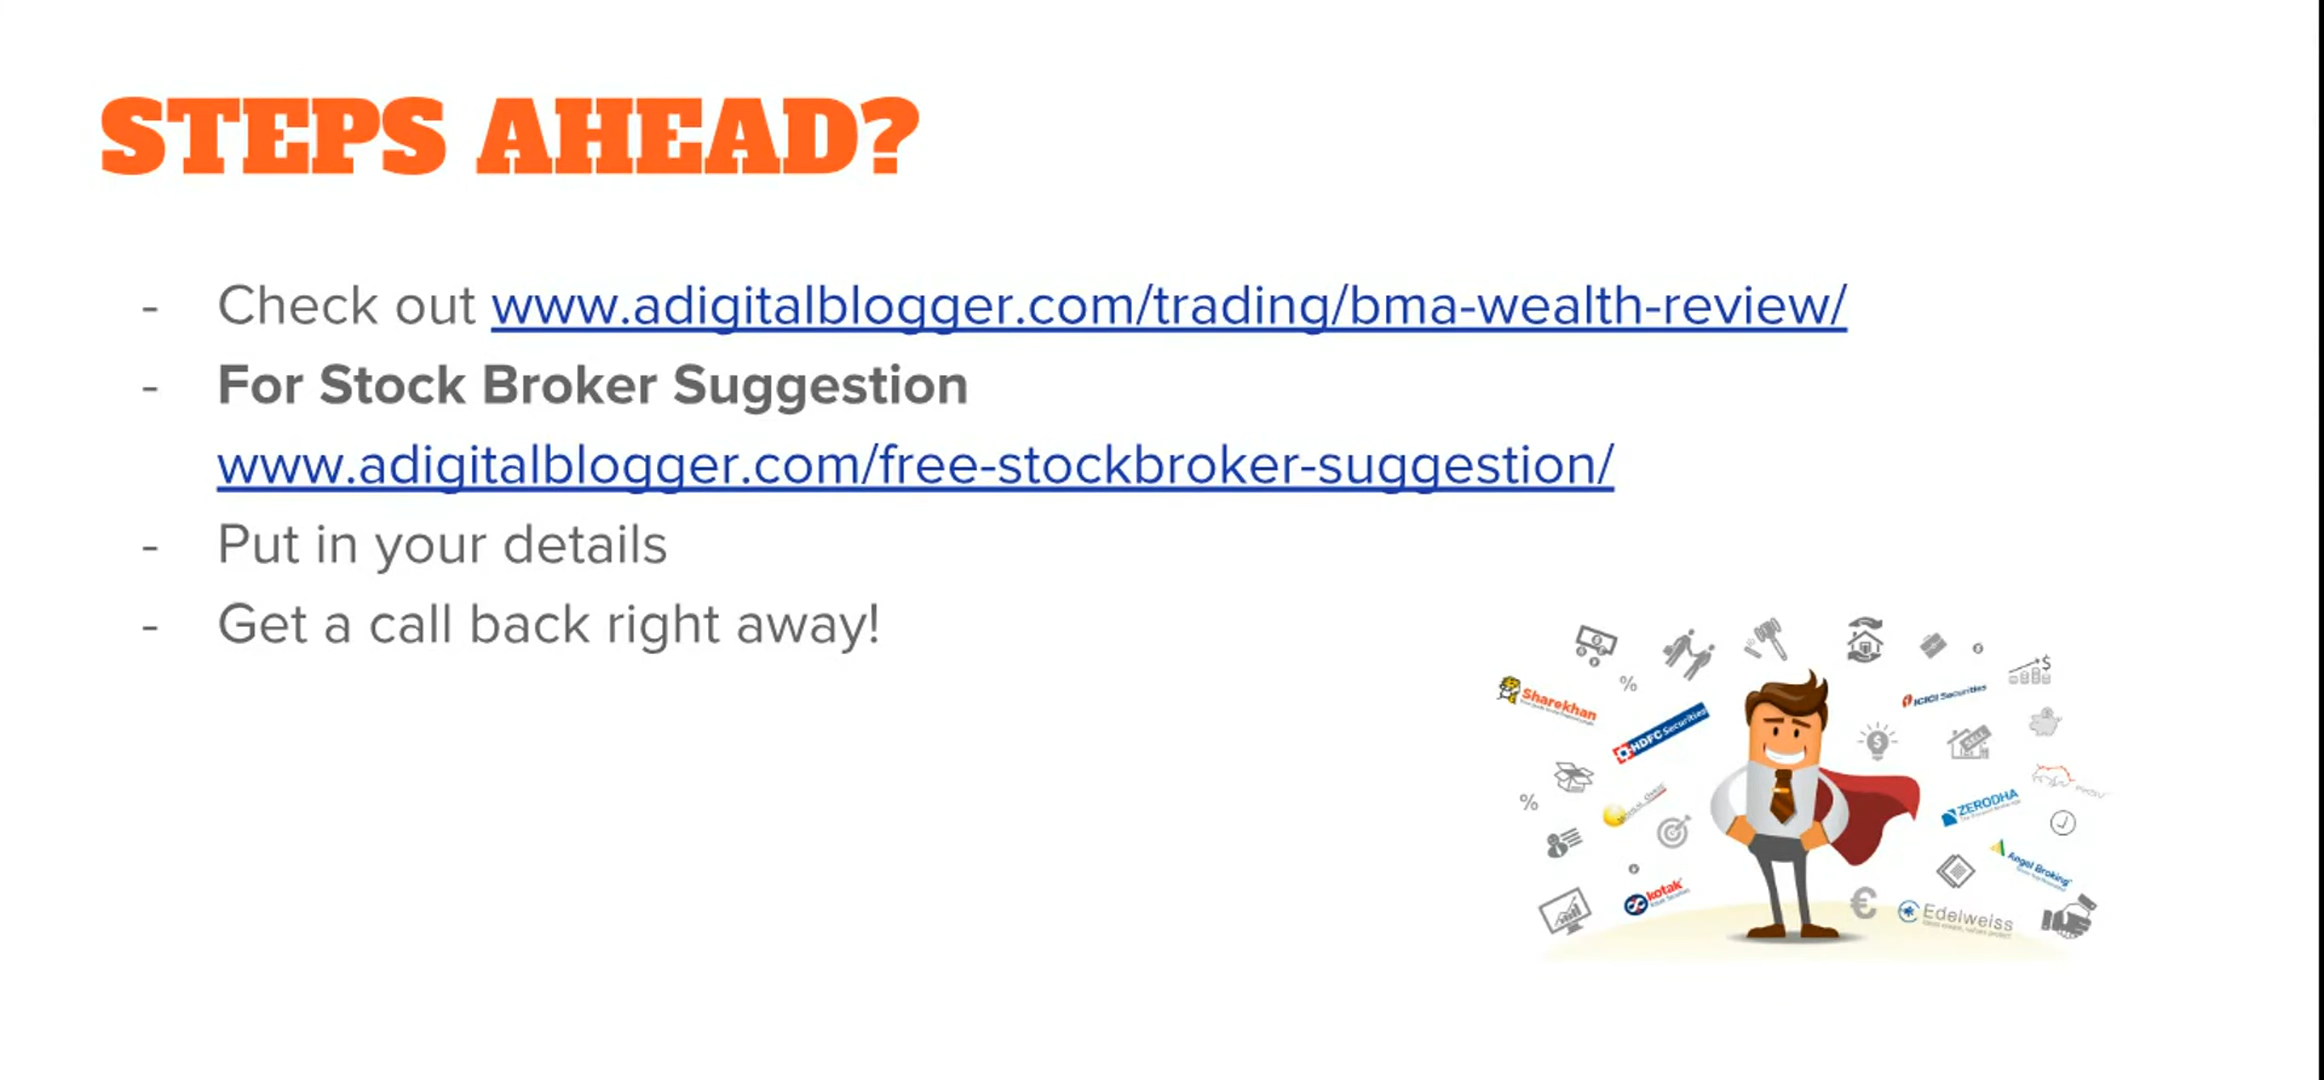 STEPS AHEAD?
- Check out www.adigitalblogger.com/trading/bma-wealth-review/
- For Stock Broker Suggestion
www.adigitalblogger.com/free-stockbroker-suggestion/
- Put in your details
- Get a call back right away!
Sharekhan
HDFC Securities
ICICI Securities
SELL
ZERODHA
Angel Broking
kotak
Edelweiss